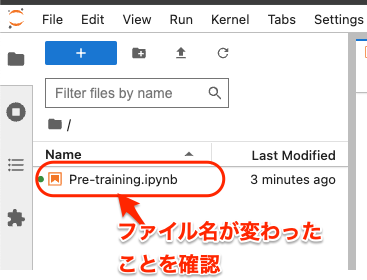 File Edit View Run Kernel Tabs Settings
+
Filter files by name
/
Name Last Modified
Pre-training.ipynb 3 minutes ago
ファイル名が変わった
ことを確認